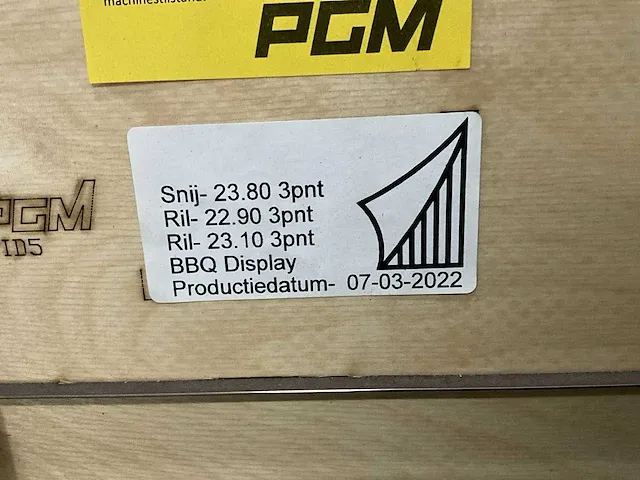 PGM
Snij- 23.80 3pnt
Ril- 22.90 3pnt
Ril- 23.10 3pnt
BBQ Display
Productiedatum- 07-03-2022
PGM
ID5